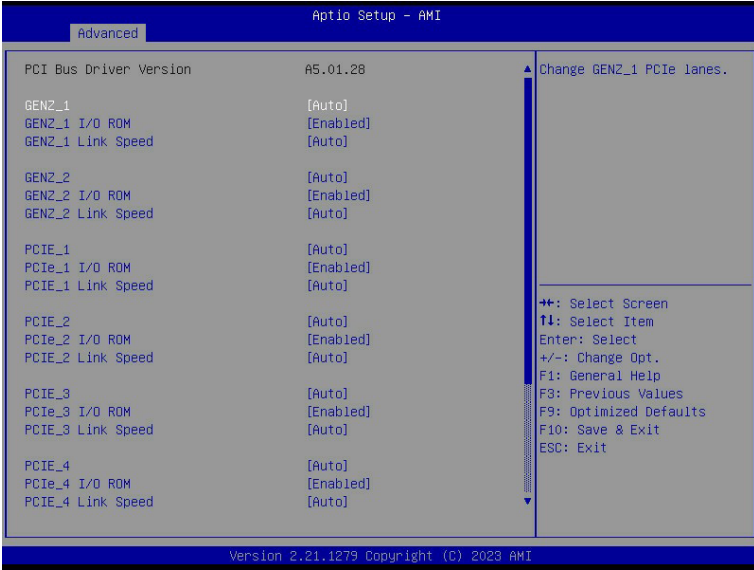 Aptio Setup – AMI
Advanced
PCI Bus Driver Version A5.01.28
GENZ_1 [Auto]
GENZ_1 I/O ROM [Enabled]
GENZ_1 Link Speed [Auto]
GENZ_2 [Auto]
GENZ_2 I/O ROM [Enabled]
GENZ_2 Link Speed [Auto]
PCIE_1 [Auto]
PCIe_1 I/O ROM [Enabled]
PCIE_1 Link Speed [Auto]
PCIE_2 [Auto]
PCIe_2 I/O ROM [Enabled]
PCIE_2 Link Speed [Auto]
PCIE_3 [Auto]
PCIe_3 I/O ROM [Enabled]
PCIE_3 Link Speed [Auto]
PCIE_4 [Auto]
PCIe_4 I/O ROM [Enabled]
PCIE_4 Link Speed [Auto]
Change GENZ_1 PCIe lanes.
→←: Select Screen
↑↓: Select Item
Enter: Select
+/-: Change Opt.
F1: General Help
F3: Previous Values
F9: Optimized Defaults
F10: Save & Exit
ESC: Exit
Version 2.21.1279 Copyright (C) 2023 AMI